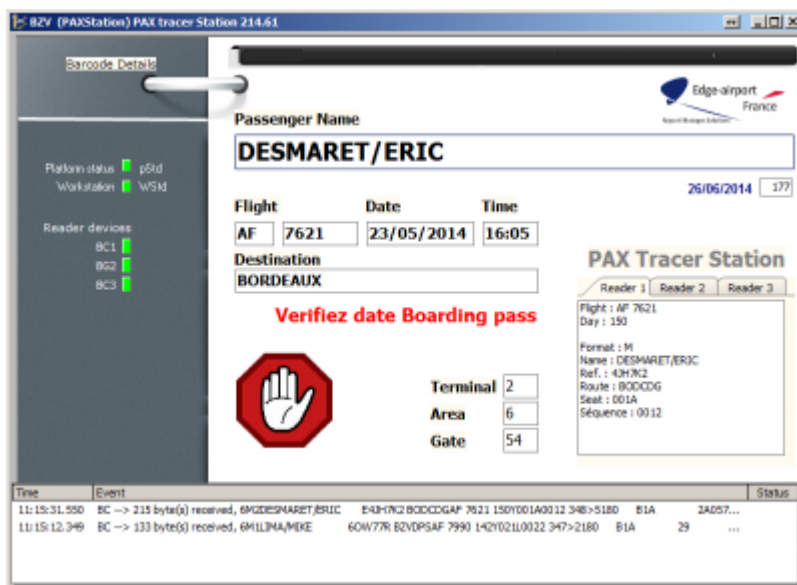 BZV (PAXStation) PAX tracer Station 214.61
Barcode Details
Edge-airport
France
Passenger Name
DESMARET/ERIC
Platform status pStd
Workstation WStd
26/06/2014 177
Flight Date Time
AF 7621 23/05/2014 16:05
Reader devices
BC1
BG2
BC3
Destination
BORDEAUX
PAX Tracer Station
Reader 1 Reader 2 Reader 3
Verifiez date Boarding pass
Flight : AF 7621
Day : 150
Format : M
Name : DESMARET/ERIC
Ref. : 4JH7K2
Route : BODCDG
Seat : 001A
Séquence : 0012
Terminal 2
Area 6
Gate 54
Time Event Status
11:15:31.550 BC --> 215 byte(s) received, 6M2DESMARET/ERIC E4JH7K2 BODCDGAF 7621 150Y001A0012 348>5180 B1A 2A057...
11:15:12.349 BC --> 133 byte(s) received, 6M1LIMA/MIKE 6OW77R BZVDPSAF 7990 142Y021L0022 347>2180 B1A 29 ...